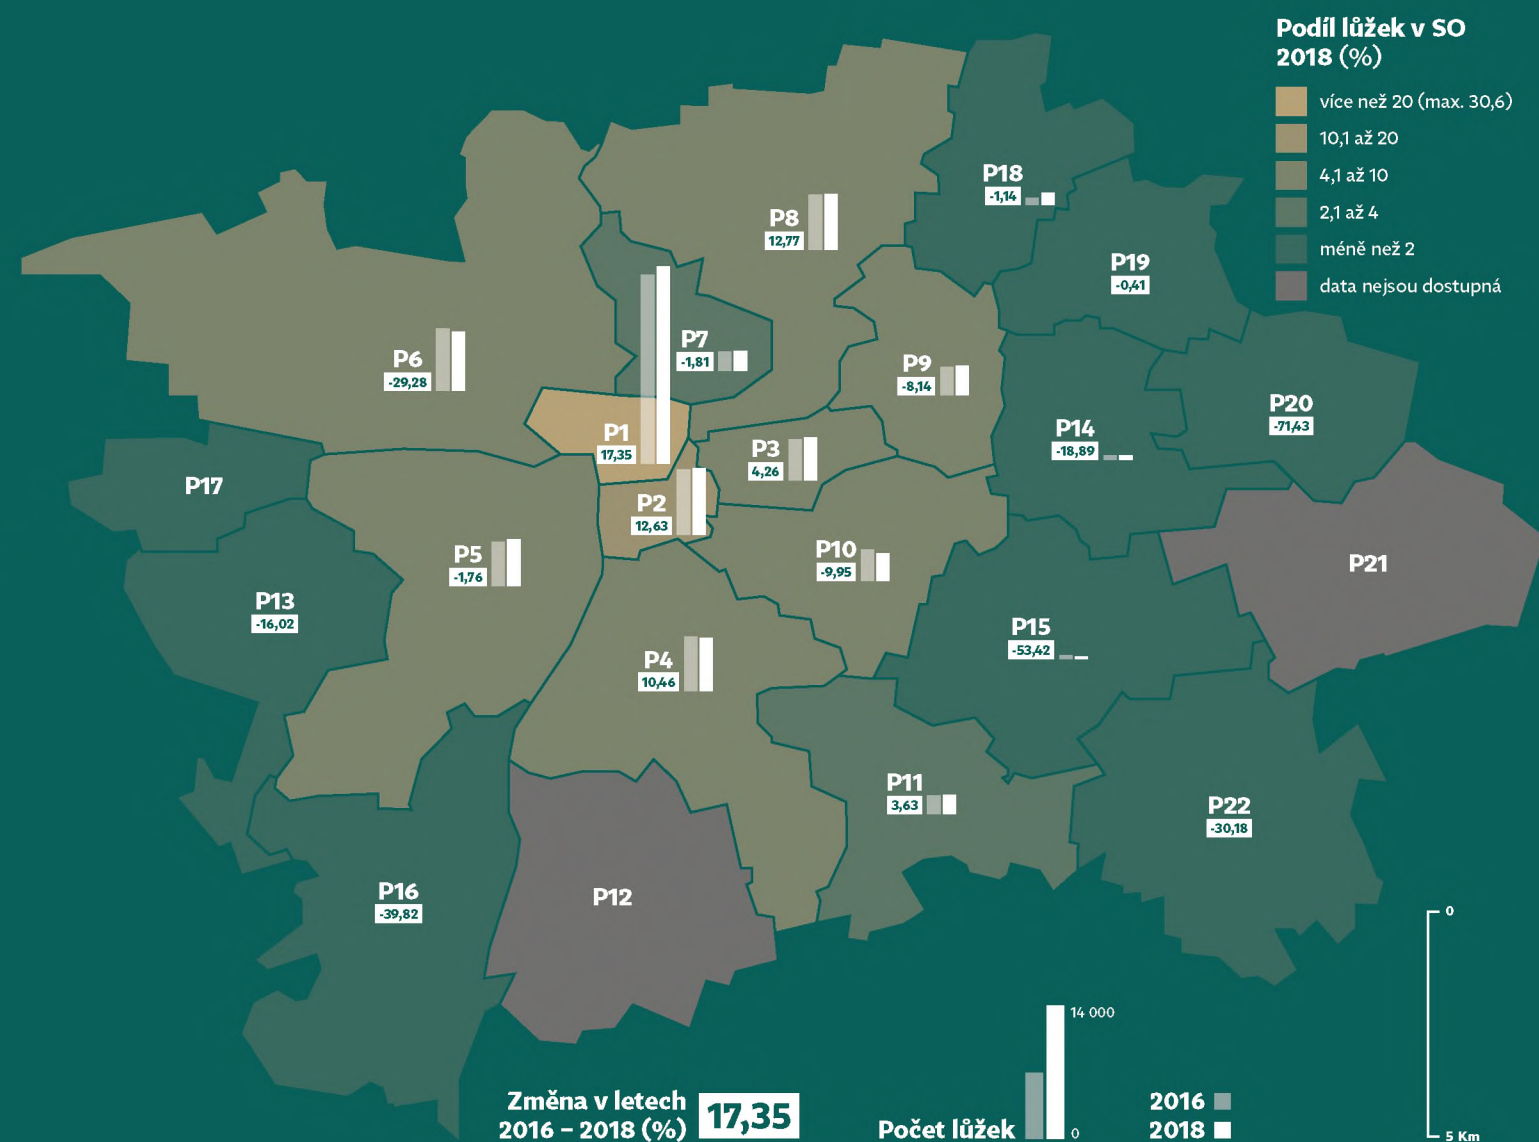 Podíl lůžek v SO
2018 (%)
více než 20 (max. 30,6)
10,1 až 20
4,1 až 10
2,1 až 4
méně než 2
data nejsou dostupná
P18
-1,14
P8
12,77
P19
-0,41
P7
-1,81
P6
-29,28
P9
-8,14
P20
-71,43
P1
17,35
P3
4,26
P14
-18,89
P17
P2
12,63
P5
-1,76
P10
-9,95
P21
P13
-16,02
P15
-53,42
P4
10,46
P11
3,63
P22
-30,18
P16
-39,82
P12
0
5 Km
Změna v letech
2016 – 2018 (%)
17,35
Počet lůžek
14 000
0
2016
2018